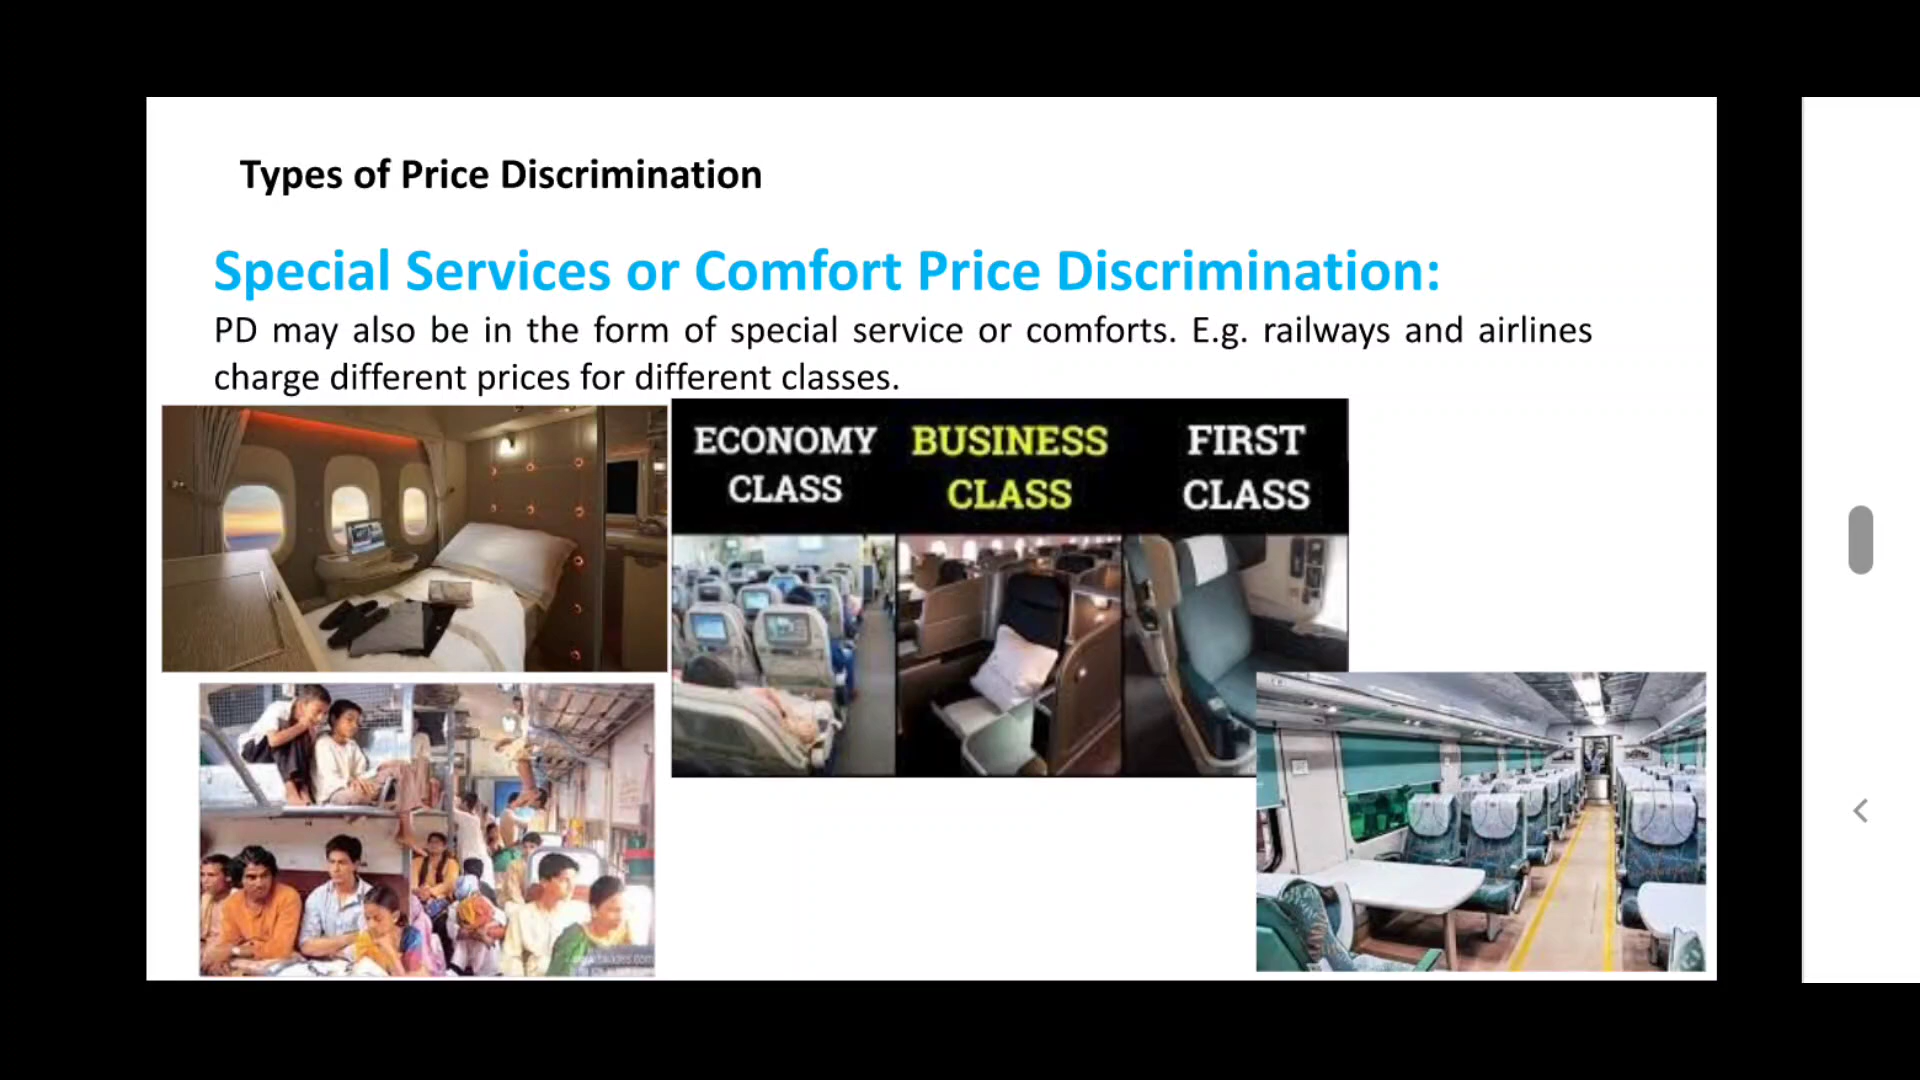 Types of Price Discrimination
Special Services or Comfort Price Discrimination:
PD may also be in the form of special service or comforts. E.g. railways and airlines
charge different prices for different classes.
ECONOMY
CLASS
BUSINESS
CLASS
FIRST
CLASS